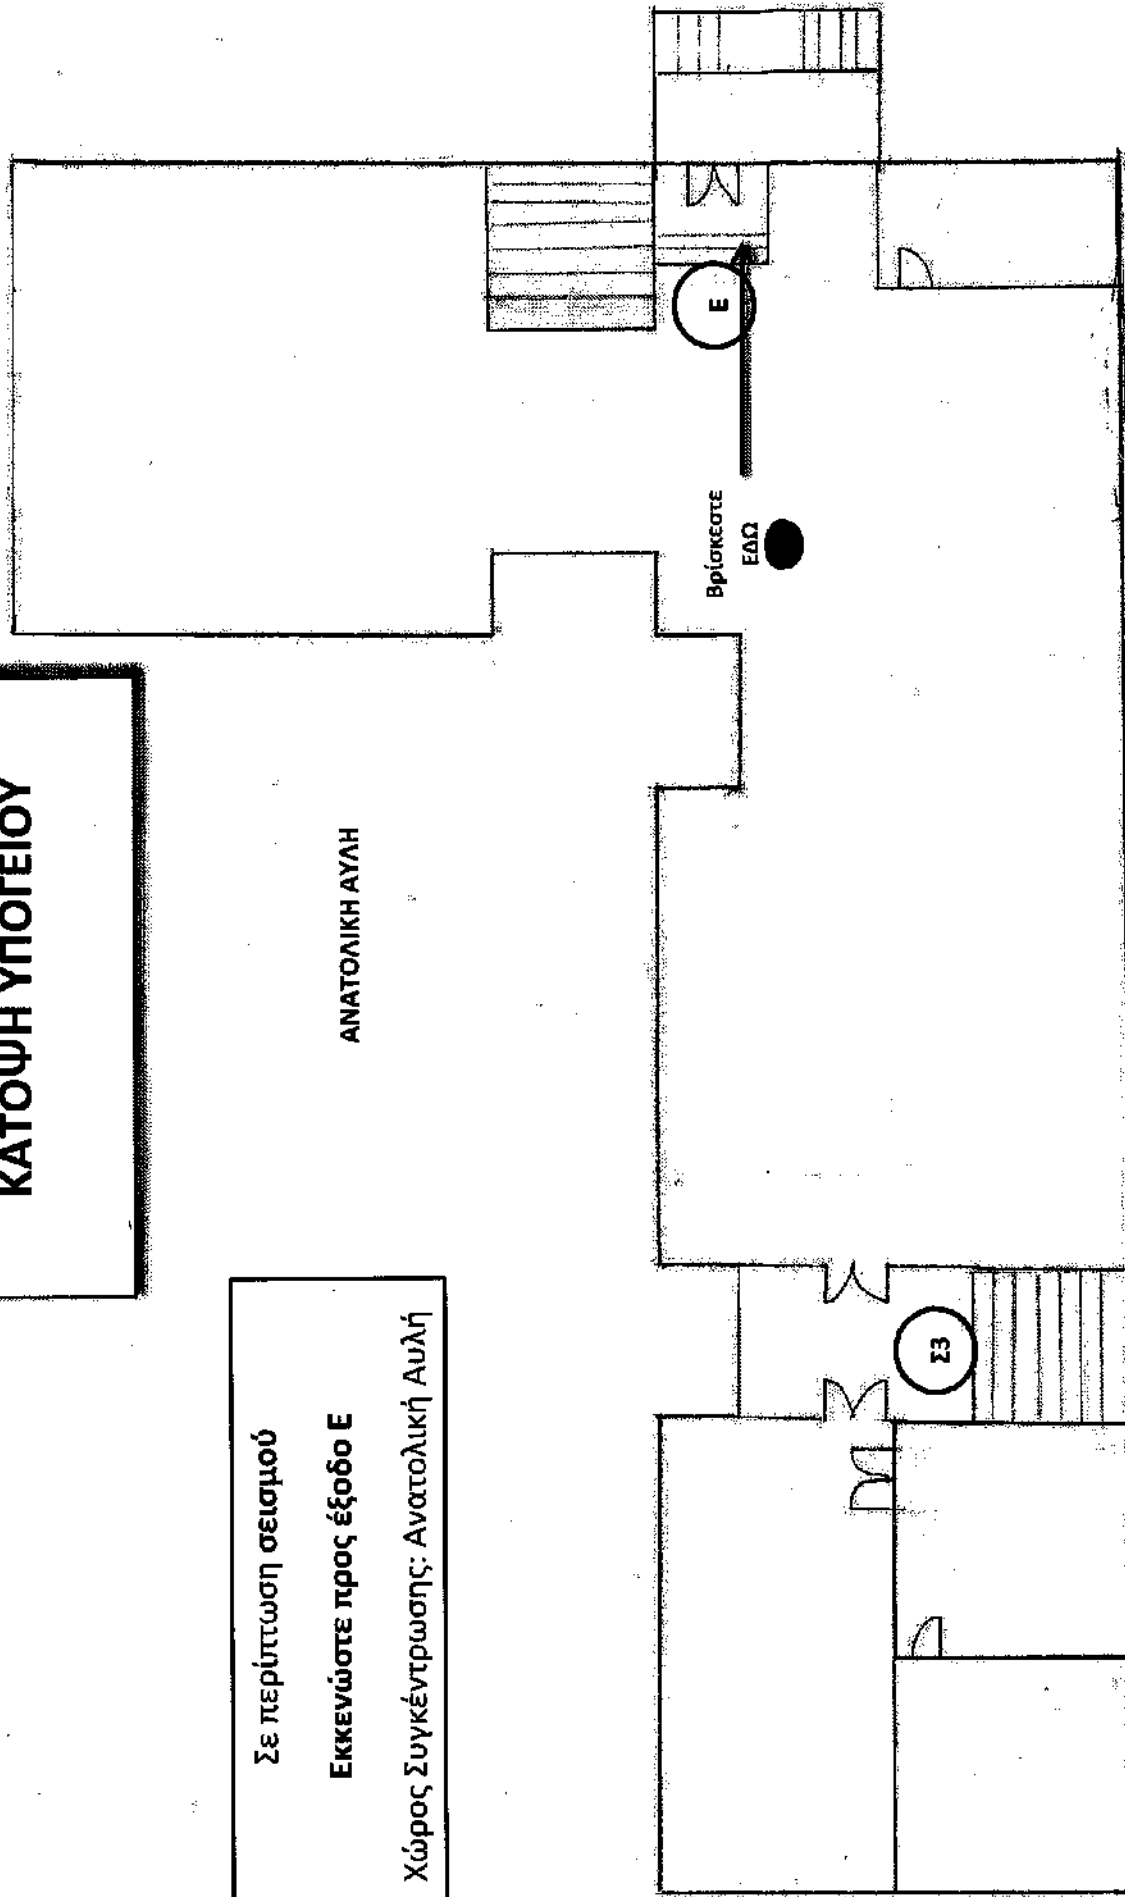 ΚΑΤΟΨΗ ΥΠΟΓΕΙΟΥ
Σε περίπτωση σεισμού
Εκκενώστε προς έξοδο Ε
Χώρος Συγκέντρωσης: Ανατολική Αυλή
ΑΝΑΤΟΛΙΚΗ ΑΥΛΗ
Ε
Βρίσκεστε
ΕΔΩ
Σ3